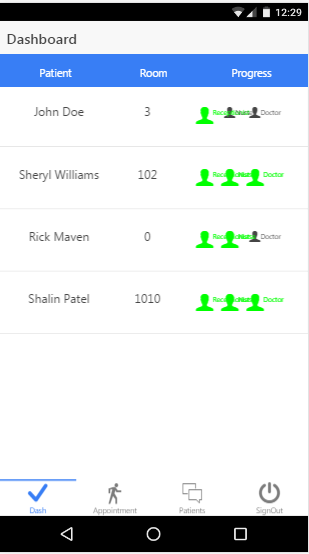 12:29
Dashboard
Patient Room Progress
John Doe 3 Doctor
Sheryl Williams 102 Doctor
Rick Maven 0 Doctor
Shalin Patel 1010 Doctor
Dash Appointment Patients SignOut